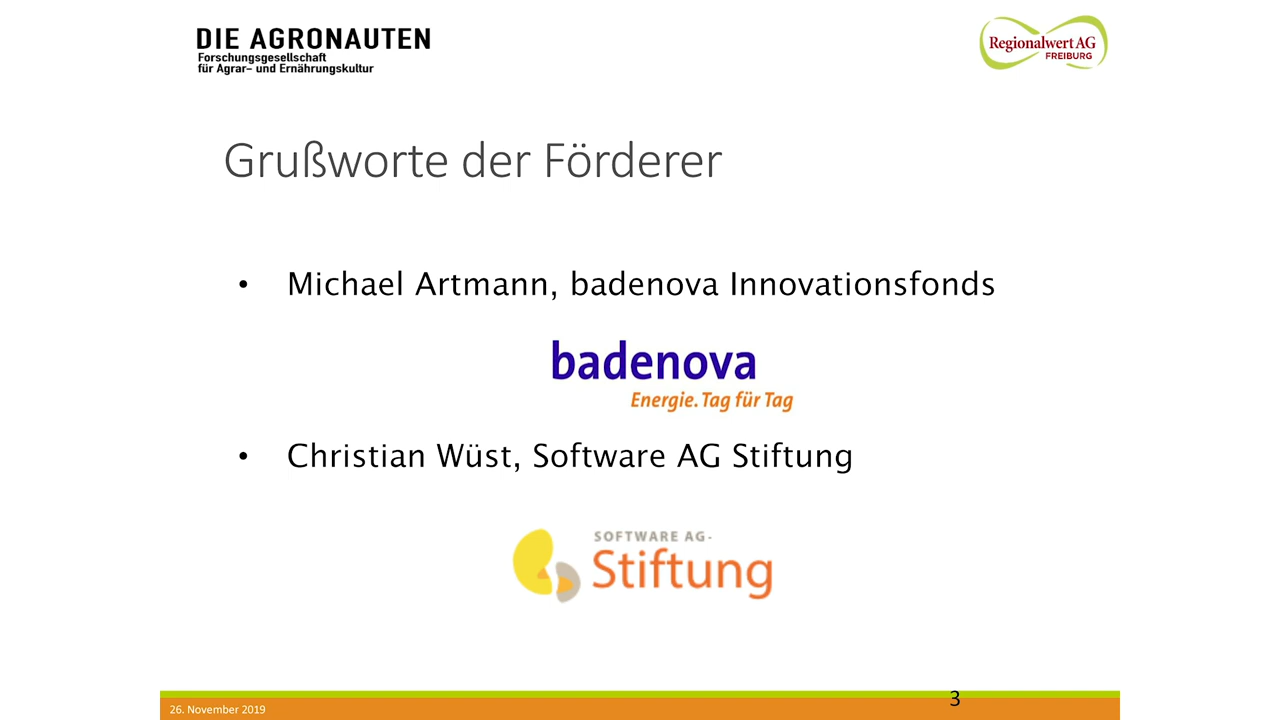 DIE AGRONAUTEN
Forschungsgesellschaft
für Agrar- und Ernährungskultur
Regionalwert AG
FREIBURG
Grußworte der Förderer
• Michael Artmann, badenova Innovationsfonds
badenova
Energie. Tag für Tag
• Christian Wüst, Software AG Stiftung
SOFTWARE AG-
Stiftung
26. November 2019
3